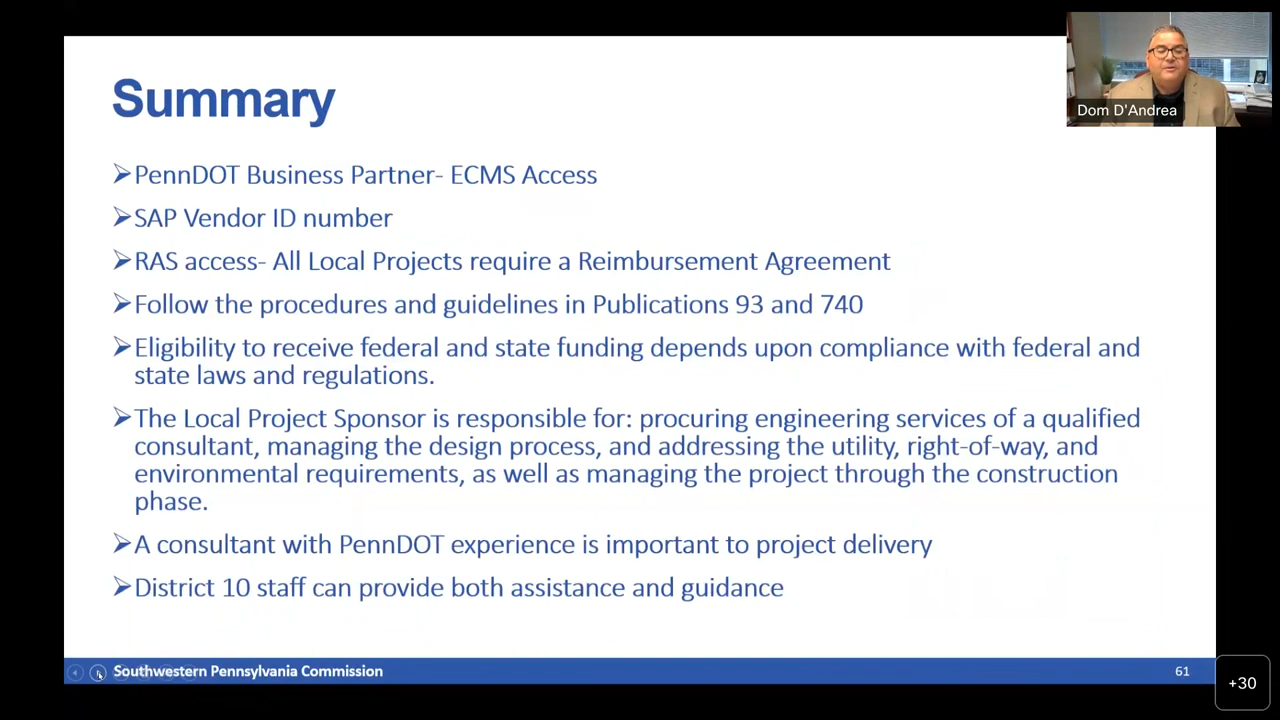 Summary
Dom D'Andrea
➢PennDOT Business Partner- ECMS Access
➢SAP Vendor ID number
➢RAS access- All Local Projects require a Reimbursement Agreement
➢Follow the procedures and guidelines in Publications 93 and 740
➢Eligibility to receive federal and state funding depends upon compliance with federal and
state laws and regulations.
➢The Local Project Sponsor is responsible for: procuring engineering services of a qualified
consultant, managing the design process, and addressing the utility, right-of-way, and
environmental requirements, as well as managing the project through the construction
phase.
➢A consultant with PennDOT experience is important to project delivery
➢District 10 staff can provide both assistance and guidance
Southwestern Pennsylvania Commission
61
+30